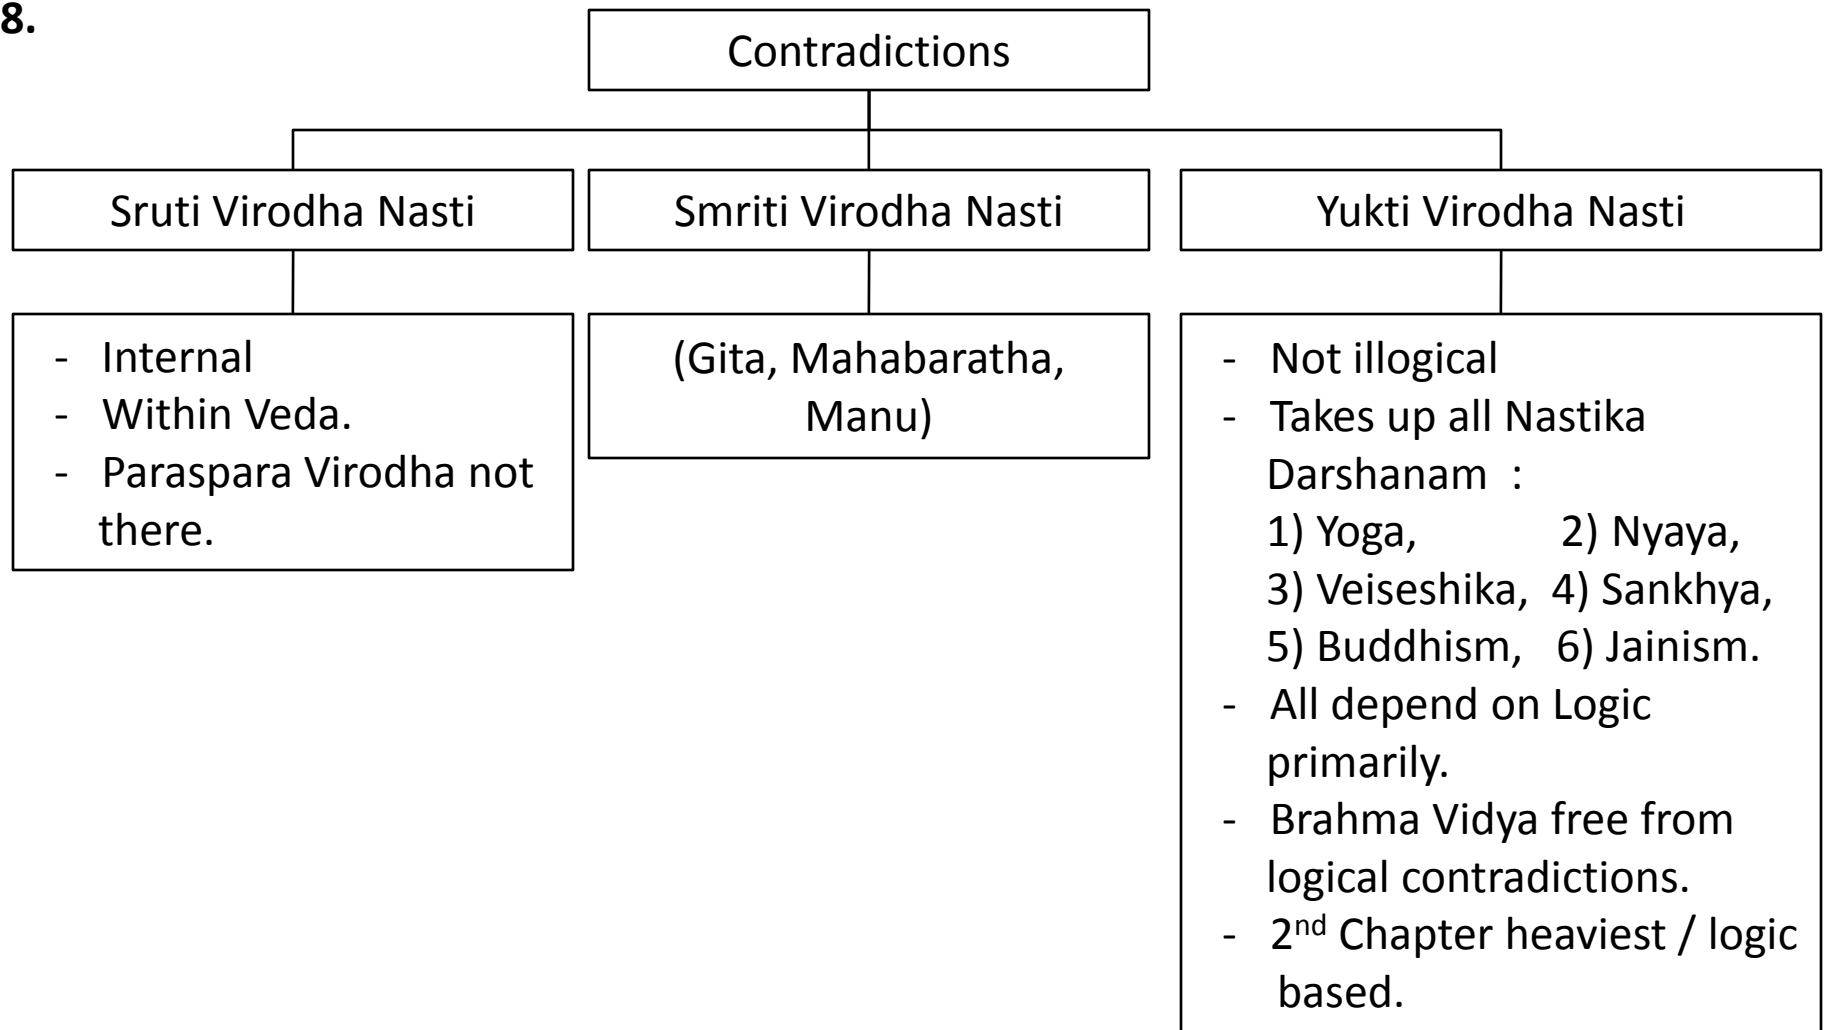 8.
Contradictions
Sruti Virodha Nasti
Smriti Virodha Nasti
Yukti Virodha Nasti
- Internal
- Within Veda.
- Paraspara Virodha not
there.
(Gita, Mahabaratha,
Manu)
- Not illogical
- Takes up all Nastika
Darshanam :
1) Yoga, 2) Nyaya,
3) Veiseshika, 4) Sankhya,
5) Buddhism, 6) Jainism.
- All depend on Logic
primarily.
- Brahma Vidya free from
logical contradictions.
- 2nd Chapter heaviest / logic
based.